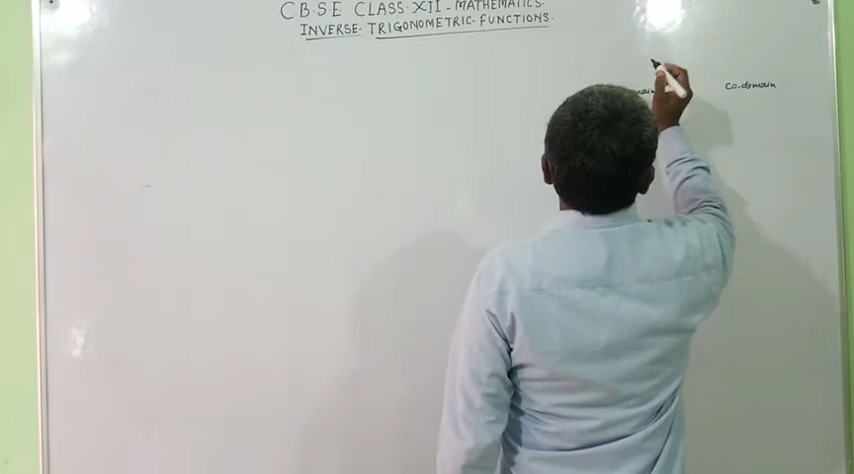 CBSE CLASS XII - MATHEMATICS.
INVERSE TRIGONOMETRIC FUNCTIONS.
Co.domain